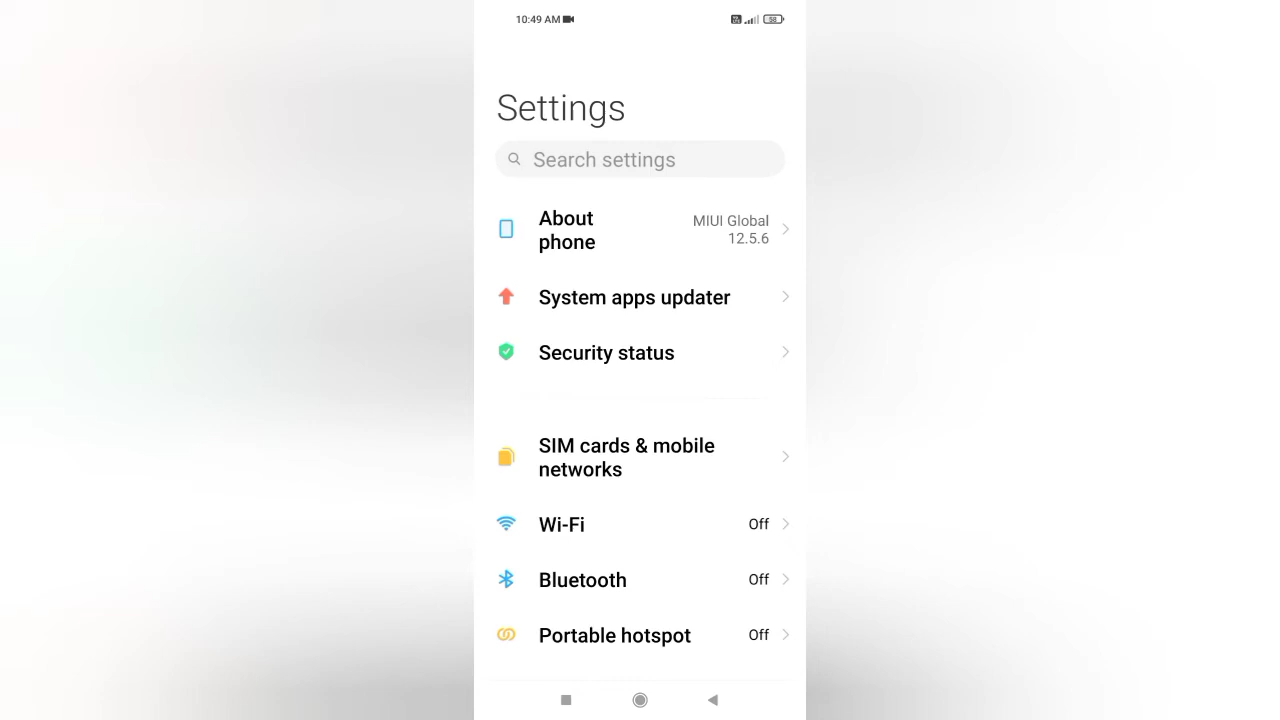 10:49 AM
58
Settings
Search settings
About
phone
MIUI Global
12.5.6
System apps updater
Security status
SIM cards & mobile
networks
Wi-Fi
Off
Bluetooth
Off
Portable hotspot
Off